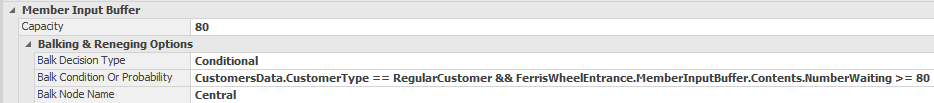 Member Input Buffer
Capacity 80
Balking & Reneging Options
Balk Decision Type Conditional
Balk Condition Or Probability CustomersData.CustomerType == RegularCustomer && FerrisWheelEntrance.MemberInputBuffer.Contents.NumberWaiting >= 80
Balk Node Name Central